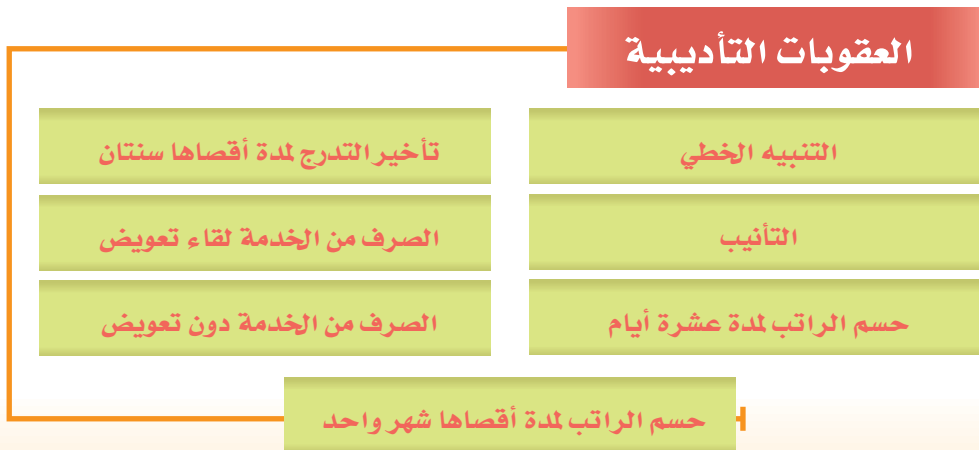 العقوبات التأديبية
التنبيه الخطي
تأخير التدرج لمدة أقصاها سنتان
التأنيب
الصرف من الخدمة لقاء تعويض
حسم الراتب لمدة عشرة أيام
الصرف من الخدمة دون تعويض
حسم الراتب لمدة أقصاها شهر واحد